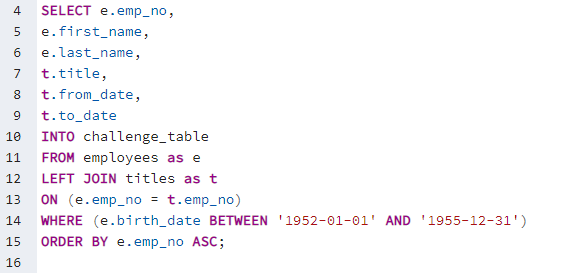 4 SELECT e.emp_no,
5 e.first_name,
6 e.last_name,
7 t.title,
8 t.from_date,
9 t.to_date
10 INTO challenge_table
11 FROM employees as e
12 LEFT JOIN titles as t
13 ON (e.emp_no = t.emp_no)
14 WHERE (e.birth_date BETWEEN '1952-01-01' AND '1955-12-31')
15 ORDER BY e.emp_no ASC;
16